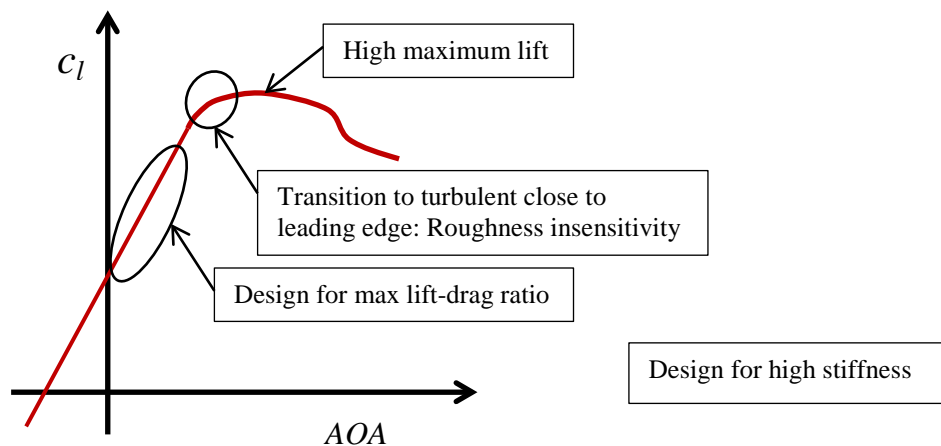 High maximum lift
c_l
Transition to turbulent close to
leading edge: Roughness insensitivity
Design for max lift-drag ratio
Design for high stiffness
AOA